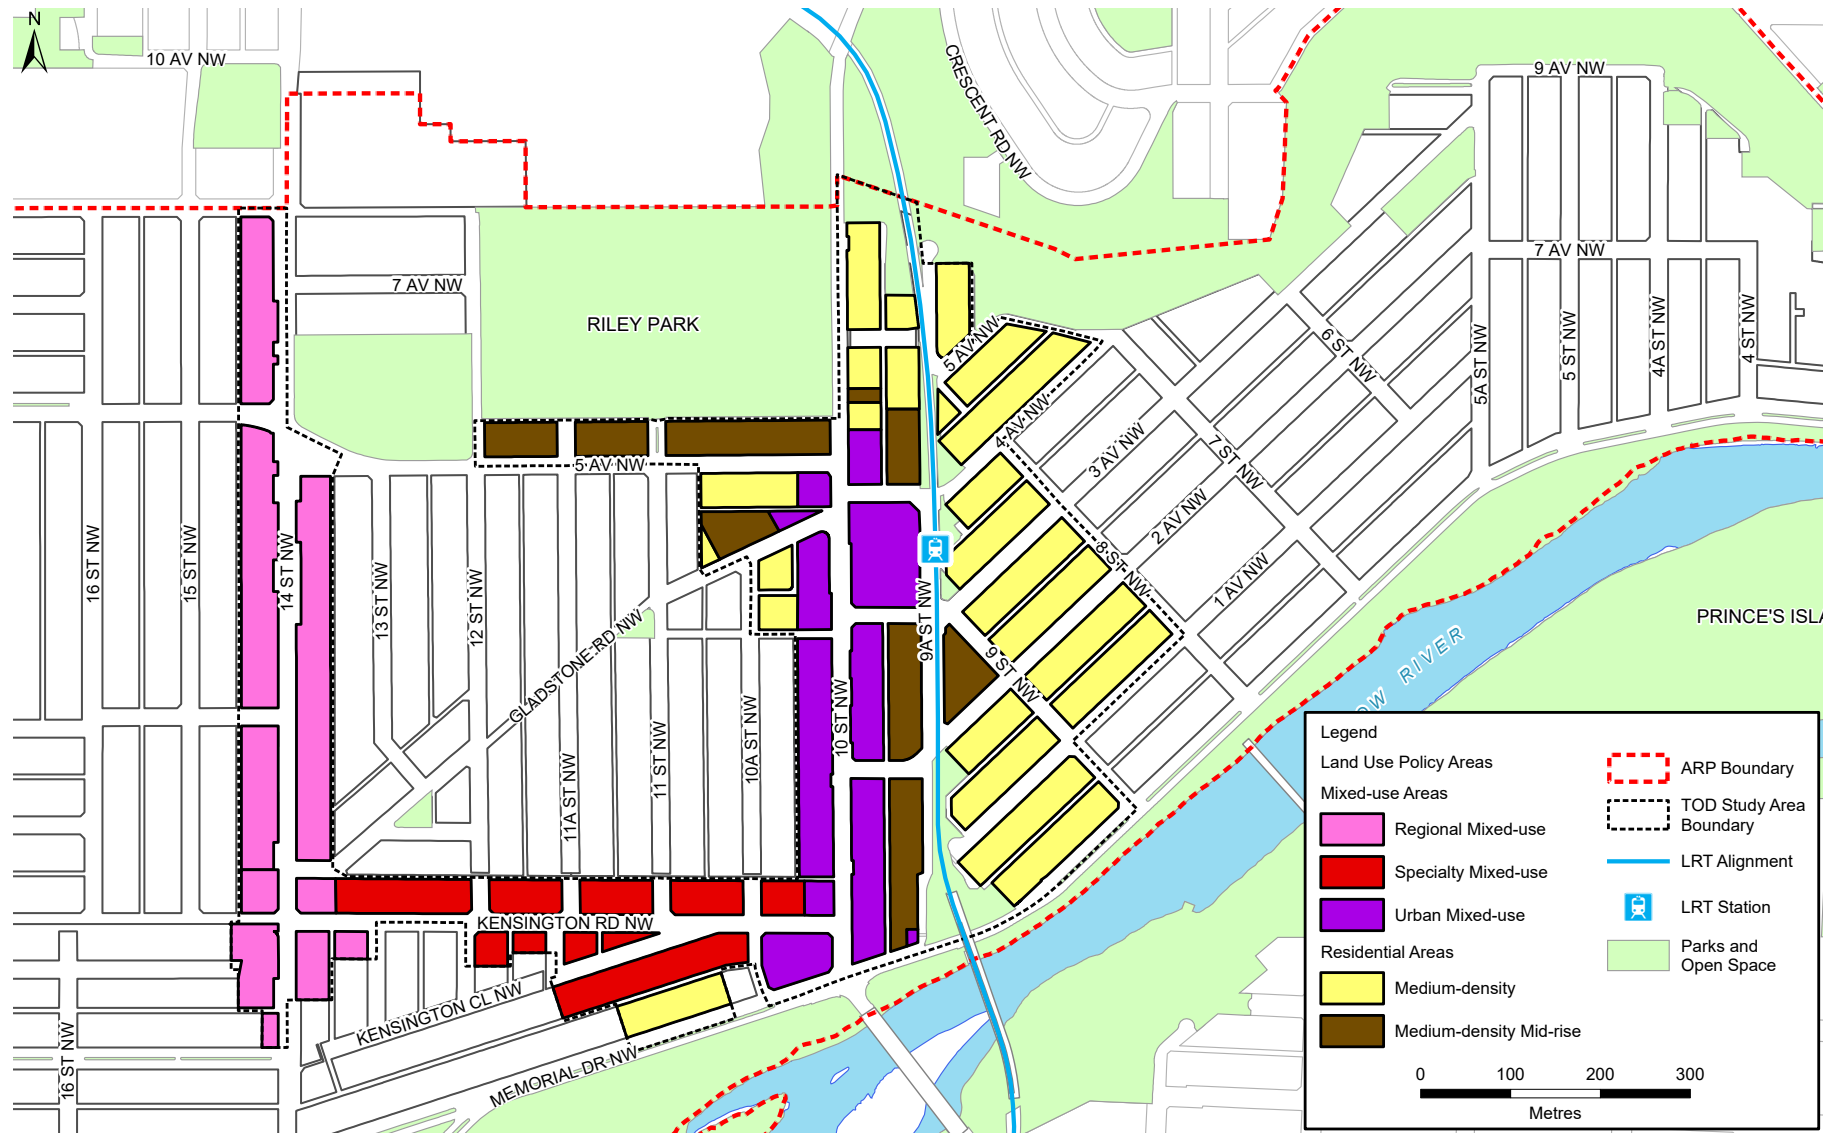 N
10 AV NW
CRESCENT RD NW
9 AV NW
7 AV NW
7 AV NW
RILEY PARK
5 AV NW
6 ST NW
5A ST NW
5 ST NW
4A ST NW
4 ST NW
4 AV NW
3 AV NW
7 ST NW
5 AV NW
2 AV NW
16 ST NW
15 ST NW
14 ST NW
13 ST NW
12 ST NW
8 ST NW
1 AV NW
9A ST NW
GLADSTONE RD NW
9 ST NW
PRINCE'S ISLA
OW RIVER
10 ST NW
10A ST NW
11 ST NW
11A ST NW
KENSINGTON RD NW
KENSINGTON CL NW
MEMORIAL DR NW
16 ST NW
Legend
Land Use Policy Areas
Mixed-use Areas
Regional Mixed-use
Specialty Mixed-use
Urban Mixed-use
Residential Areas
Medium-density
Medium-density Mid-rise
ARP Boundary
TOD Study Area
Boundary
LRT Alignment
LRT Station
Parks and
Open Space
0 100 200 300
Metres